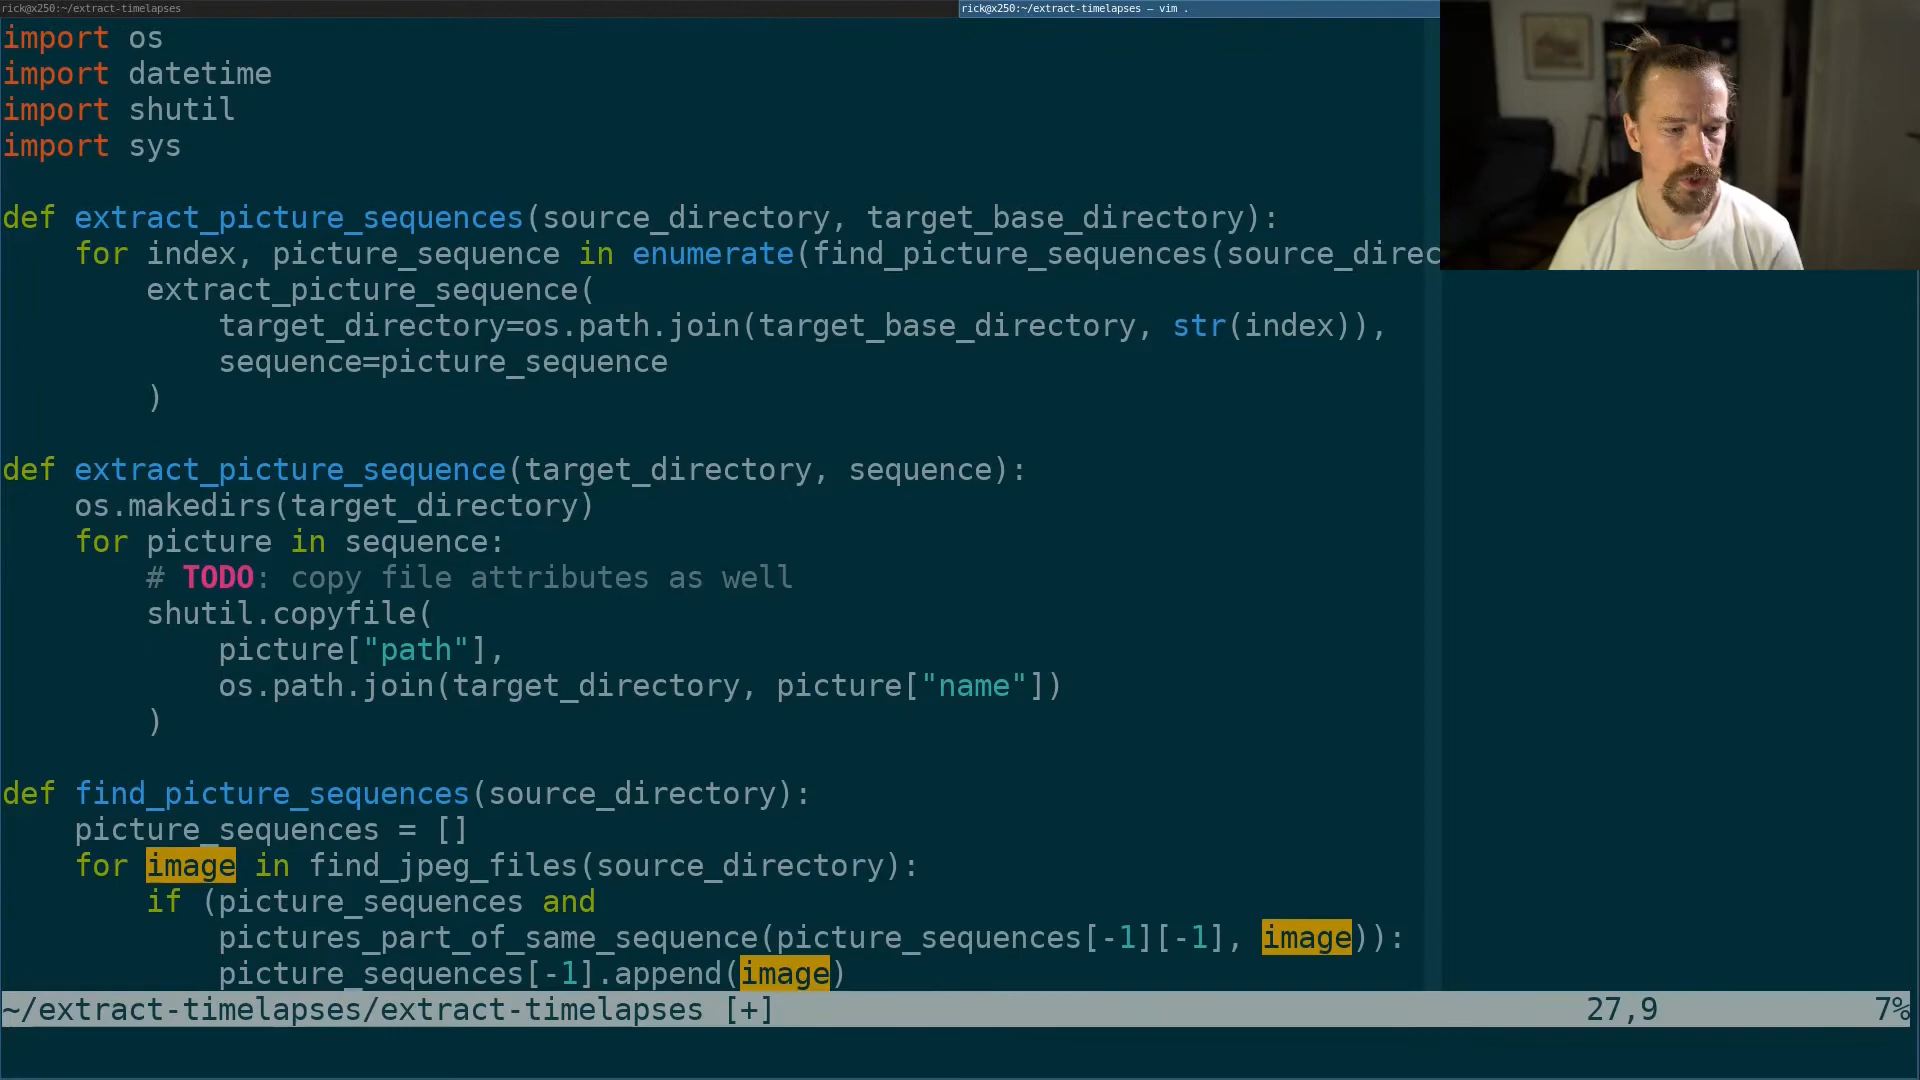 rick@x250:~/extract-timelapses
rick@x250:~/extract-timelapses — vim .
import os
import datetime
import shutil
import sys
def extract_picture_sequences(source_directory, target_base_directory):
    for index, picture_sequence in enumerate(find_picture_sequences(source_direc
        extract_picture_sequence(
            target_directory=os.path.join(target_base_directory, str(index)),
            sequence=picture_sequence
        )
def extract_picture_sequence(target_directory, sequence):
    os.makedirs(target_directory)
    for picture in sequence:
        # TODO: copy file attributes as well
        shutil.copyfile(
            picture["path"],
            os.path.join(target_directory, picture["name"])
        )
def find_picture_sequences(source_directory):
    picture_sequences = []
    for image in find_jpeg_files(source_directory):
        if (picture_sequences and
            pictures_part_of_same_sequence(picture_sequences[-1][-1], image)):
            picture_sequences[-1].append(image)
~/extract-timelapses/extract-timelapses [+] 27,9 7%